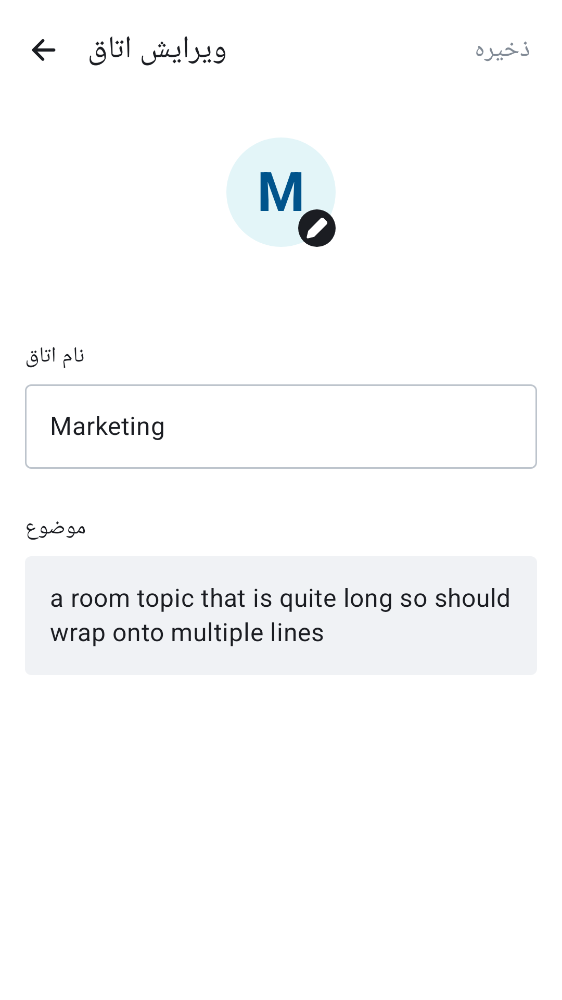 ویرایش اتاق
ذخیره
M
نام اتاق
Marketing
موضوع
a room topic that is quite long so should
wrap onto multiple lines